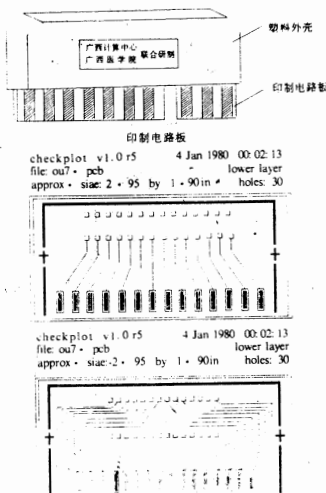 塑料外壳
广西计算中心
广西医学院
联合研制
印制电路板
印制电路板
checkplot v1.0 r5 4 Jan 1980 00:02:13
file: ou7· pcb lower layer
approx· siae: 2·95 by 1·90in holes: 30
checkplot v1.0 r5 4 Jan 1980 00:02:13
file: ou7· pcb lower layer
approx· siae: 2·95 by 1·90in holes: 30